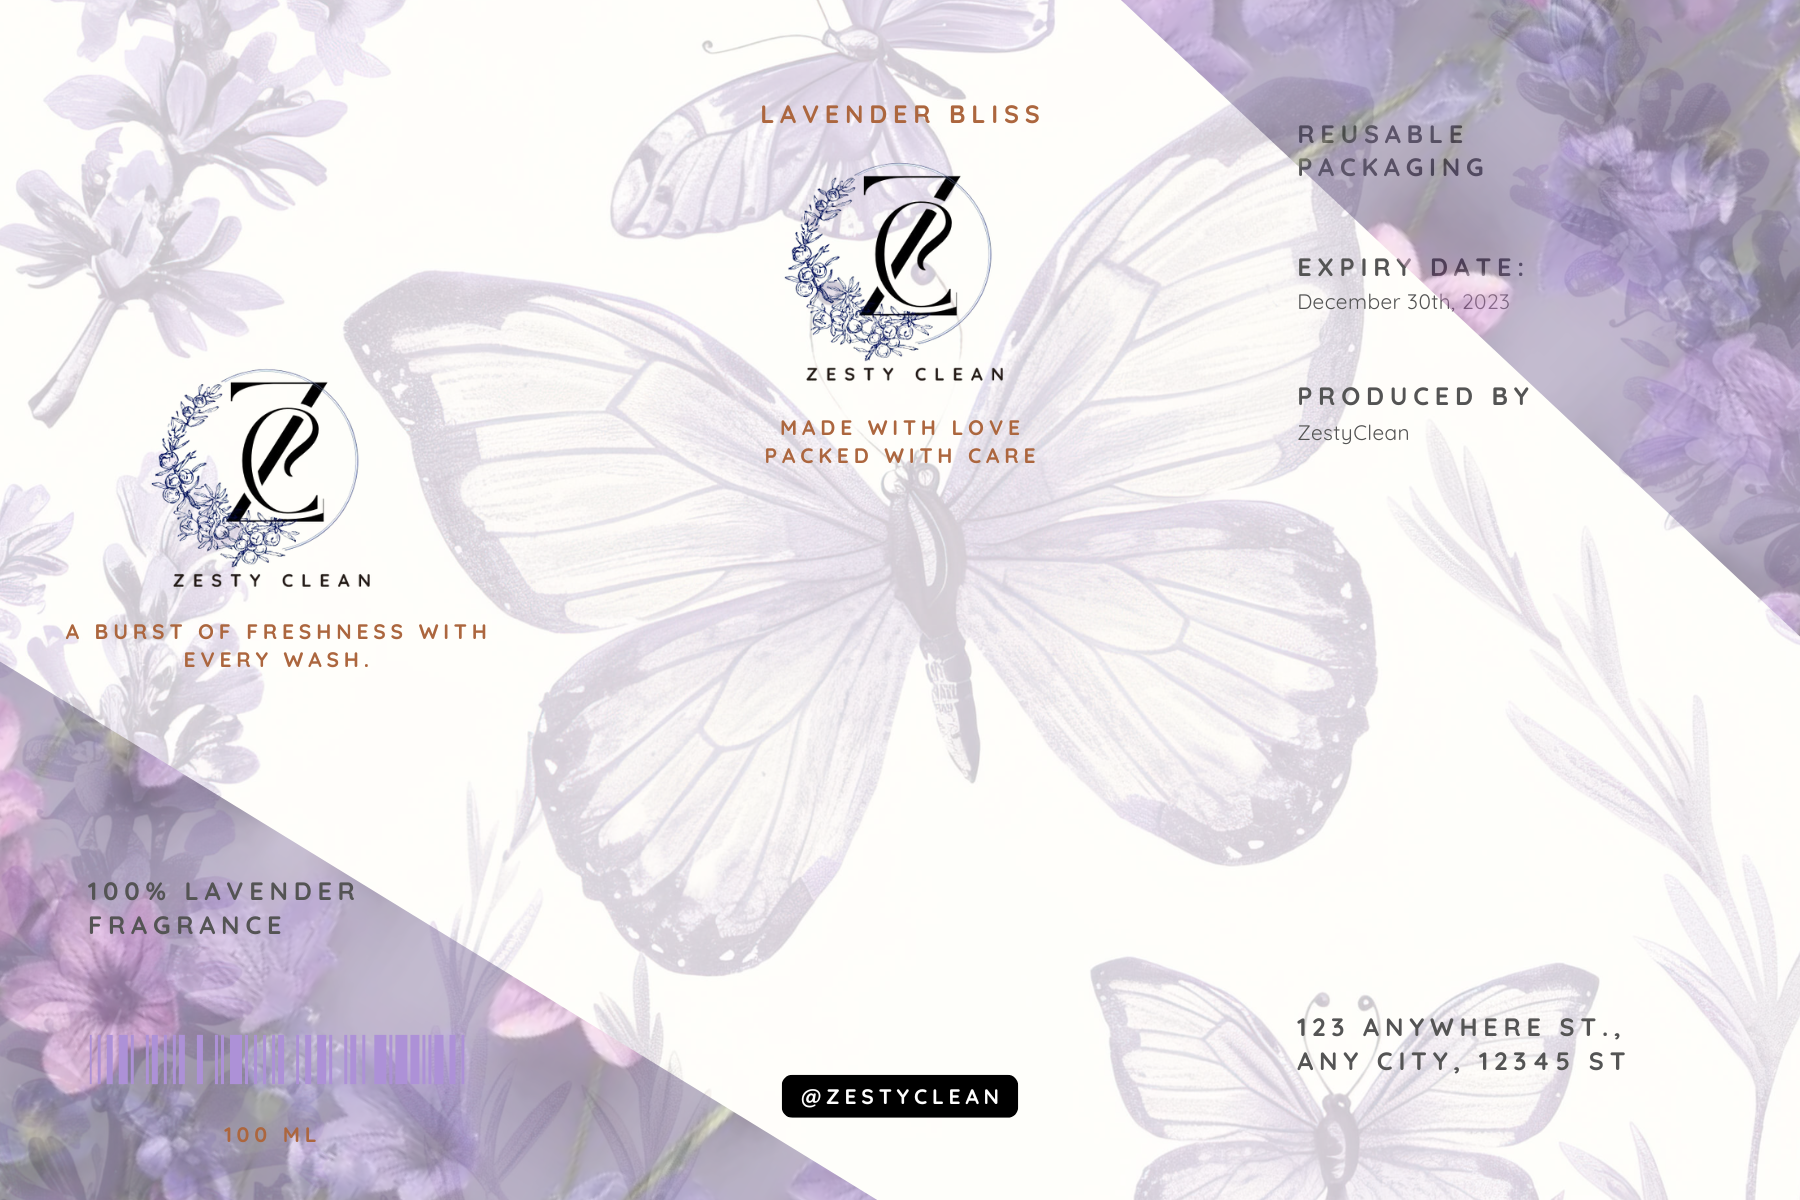 ZC
ZESTY CLEAN
A BURST OF FRESHNESS WITH
EVERY WASH.
100% LAVENDER
FRAGRANCE
100 ML
LAVENDER BLISS
ZC
ZESTY CLEAN
MADE WITH LOVE
PACKED WITH CARE
@ZESTYCLEAN
REUSABLE
PACKAGING
EXPIRY DATE:
December 30th, 2023
PRODUCED BY
ZestyClean
123 ANYWHERE ST.,
ANY CITY, 12345 ST